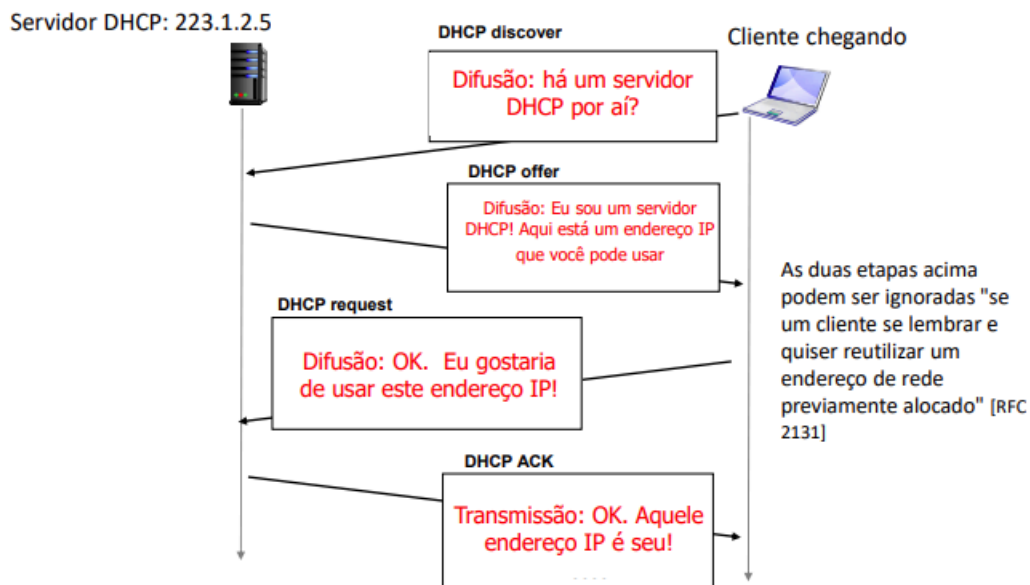 Servidor DHCP: 223.1.2.5
DHCP discover
Cliente chegando
Difusão: há um servidor
DHCP por aí?
DHCP offer
Difusão: Eu sou um servidor
DHCP! Aqui está um endereço IP
que você pode usar
As duas etapas acima
podem ser ignoradas "se
um cliente se lembrar e
quiser reutilizar um
endereço de rede
previamente alocado" [RFC
2131]
DHCP request
Difusão: OK. Eu gostaria
de usar este endereço IP!
DHCP ACK
Transmissão: OK. Aquele
endereço IP é seu!